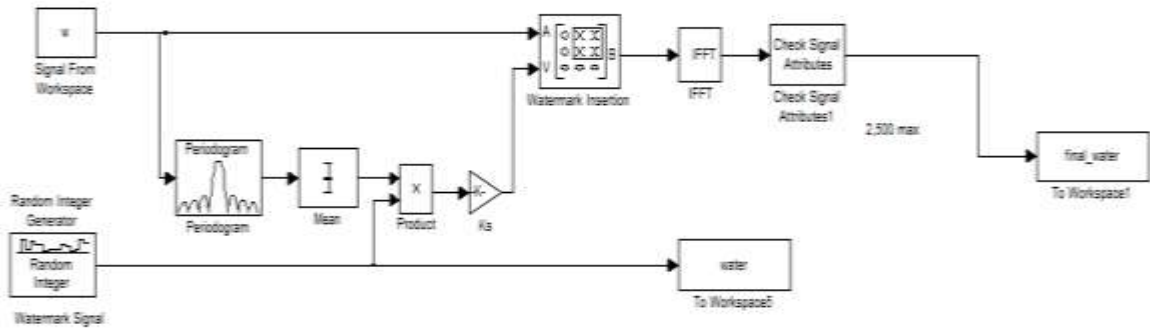 u
Signal From
Workspace
A
V
B
Watermark Insertion
IFFT
IFFT
Check Signal
Attributes
Check Signal
Attributes1
2,500 max
final_water
To Workspace1
Periodogram
Periodogram
Mean
X
Product
K-
Ks
Random Integer
Generator
Random
Integer
Watermark Signal
water
To Workspace5